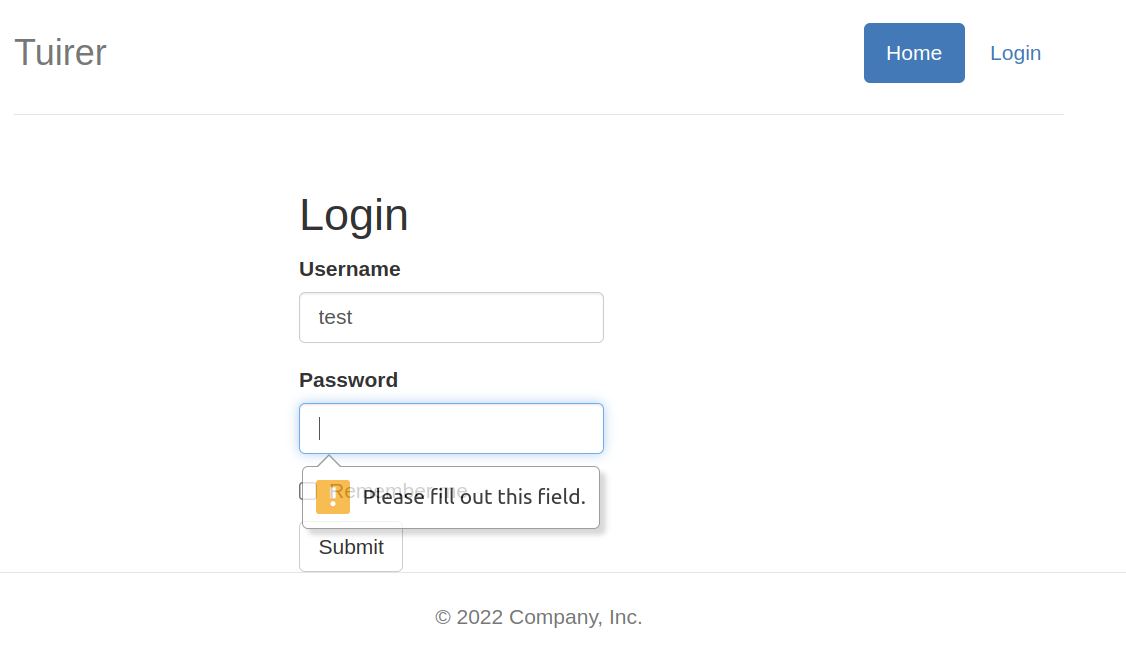 Tuirer
Home
Login
Login
Username
test
Password
Remember me
Please fill out this field.
Submit
© 2022 Company, Inc.